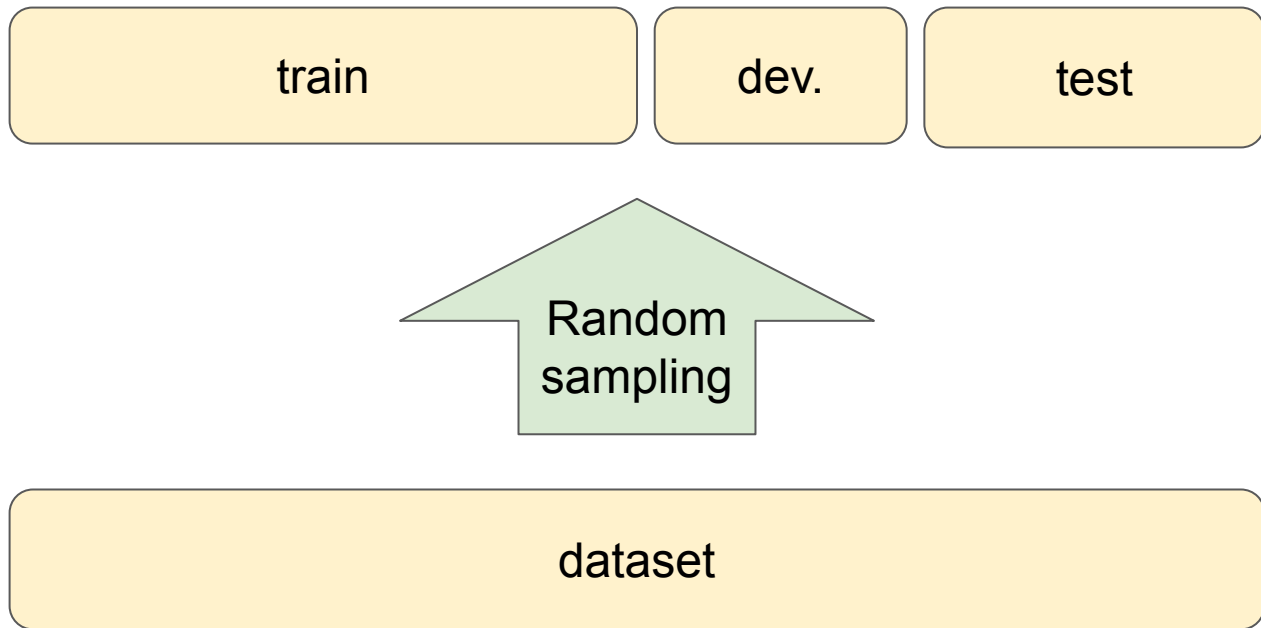 train
dev.
test
Random
sampling
dataset